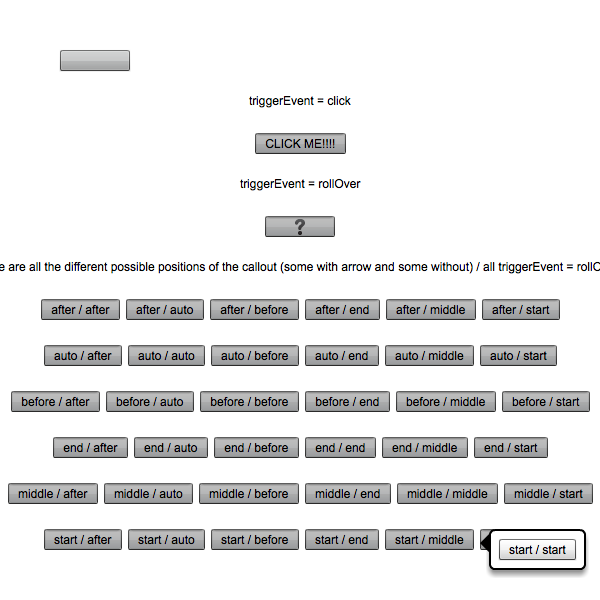 triggerEvent = click
CLICK ME!!!!
triggerEvent = rollOver
?
are all the different possible positions of the callout (some with arrow and some without) / all triggerEvent =
after / after after / auto after / before after / end after / middle after / start
auto / after auto / auto auto / before auto / end auto / middle auto / start
before / after before / auto before / before before / end before / middle before / start
end / after end / auto end / before end / end end / middle end / start
middle / after middle / auto middle / before middle / end middle / middle middle / start
start / after start / auto start / before start / end start / middle start / start